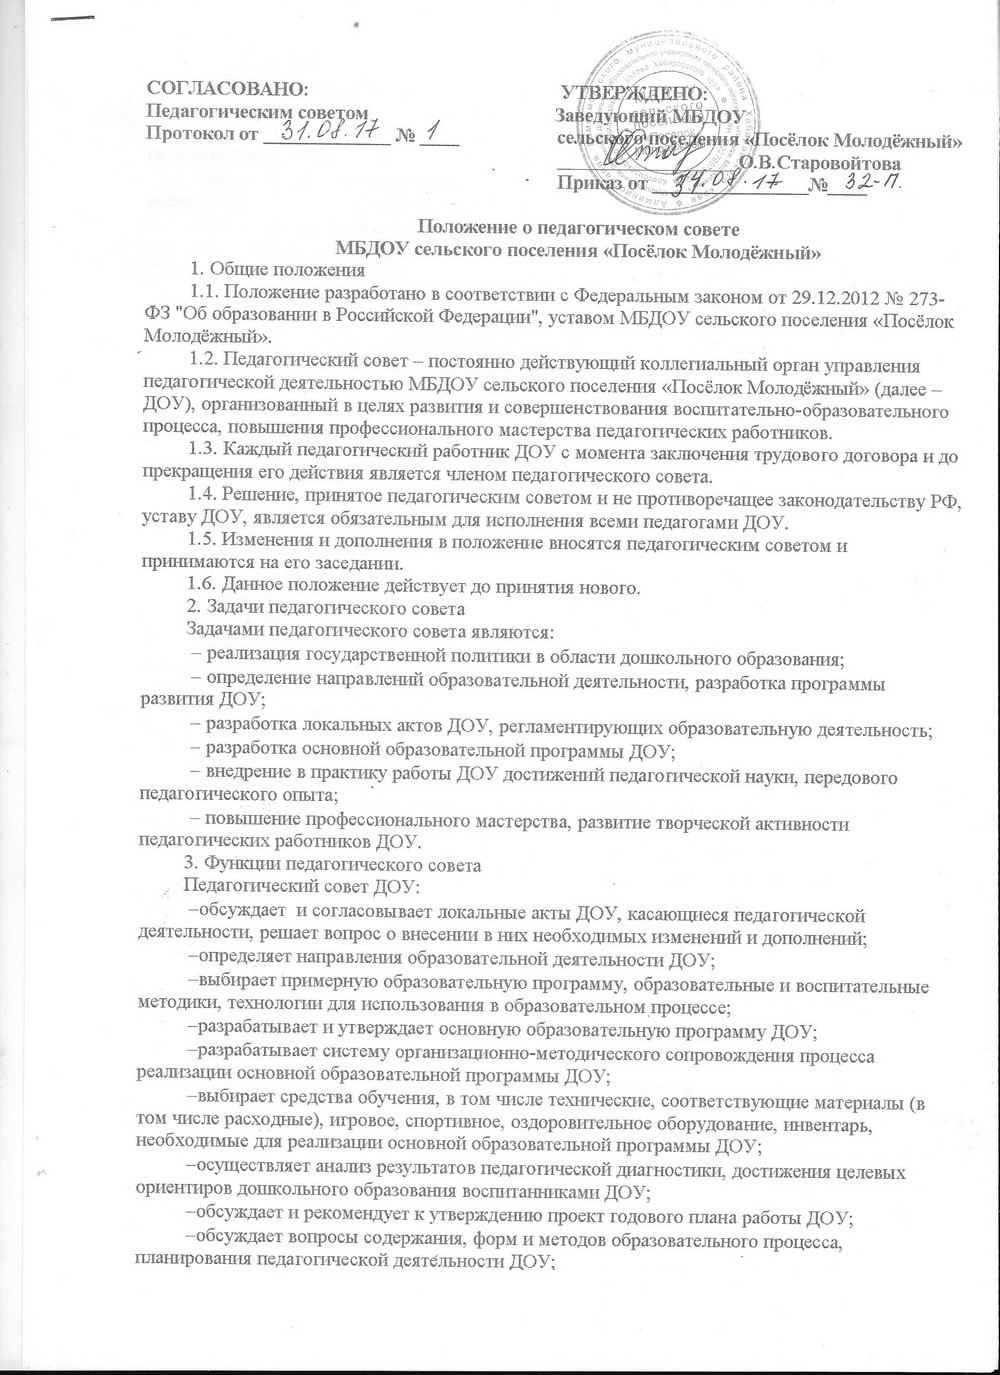 СОГЛАСОВАНО:
Педагогическим советом
Протокол от 31.08.17 № 1
УТВЕРЖДЕНО:
Заведующий МБДОУ
сельского поселения «Посёлок Молодёжный»
О.В.Старовойтова
Приказ от 31.08.17 № 32-П.
Положение о педагогическом совете
МБДОУ сельского поселения «Посёлок Молодёжный»
1. Общие положения
1.1. Положение разработано в соответствии с Федеральным законом от 29.12.2012 № 273-
ФЗ "Об образовании в Российской Федерации", уставом МБДОУ сельского поселения «Посёлок
Молодёжный».
1.2. Педагогический совет – постоянно действующий коллегиальный орган управления
педагогической деятельностью МБДОУ сельского поселения «Посёлок Молодёжный» (далее –
ДОУ), организованный в целях развития и совершенствования воспитательно-образовательного
процесса, повышения профессионального мастерства педагогических работников.
1.3. Каждый педагогический работник ДОУ с момента заключения трудового договора и до
прекращения его действия является членом педагогического совета.
1.4. Решение, принятое педагогическим советом и не противоречащее законодательству РФ,
уставу ДОУ, является обязательным для исполнения всеми педагогами ДОУ.
1.5. Изменения и дополнения в положение вносятся педагогическим советом и
принимаются на его заседании.
1.6. Данное положение действует до принятия нового.
2. Задачи педагогического совета
Задачами педагогического совета являются:
– реализация государственной политики в области дошкольного образования;
– определение направлений образовательной деятельности, разработка программы
развития ДОУ;
– разработка локальных актов ДОУ, регламентирующих образовательную деятельность;
– разработка основной образовательной программы ДОУ;
– внедрение в практику работы ДОУ достижений педагогической науки, передового
педагогического опыта;
– повышение профессионального мастерства, развитие творческой активности
педагогических работников ДОУ.
3. Функции педагогического совета
Педагогический совет ДОУ:
–обсуждает и согласовывает локальные акты ДОУ, касающиеся педагогической
деятельности, решает вопрос о внесении в них необходимых изменений и дополнений;
–определяет направления образовательной деятельности ДОУ;
–выбирает примерную образовательную программу, образовательные и воспитательные
методики, технологии для использования в образовательном процессе;
–разрабатывает и утверждает основную образовательную программу ДОУ;
–разрабатывает систему организационно-методического сопровождения процесса
реализации основной образовательной программы ДОУ;
–выбирает средства обучения, в том числе технические, соответствующие материалы (в
том числе расходные), игровое, спортивное, оздоровительное оборудование, инвентарь,
необходимые для реализации основной образовательной программы ДОУ;
–осуществляет анализ результатов педагогической диагностики, достижения целевых
ориентиров дошкольного образования воспитанниками ДОУ;
–обсуждает и рекомендует к утверждению проект годового плана работы ДОУ;
–обсуждает вопросы содержания, форм и методов образовательного процесса,
планирования педагогической деятельности ДОУ;